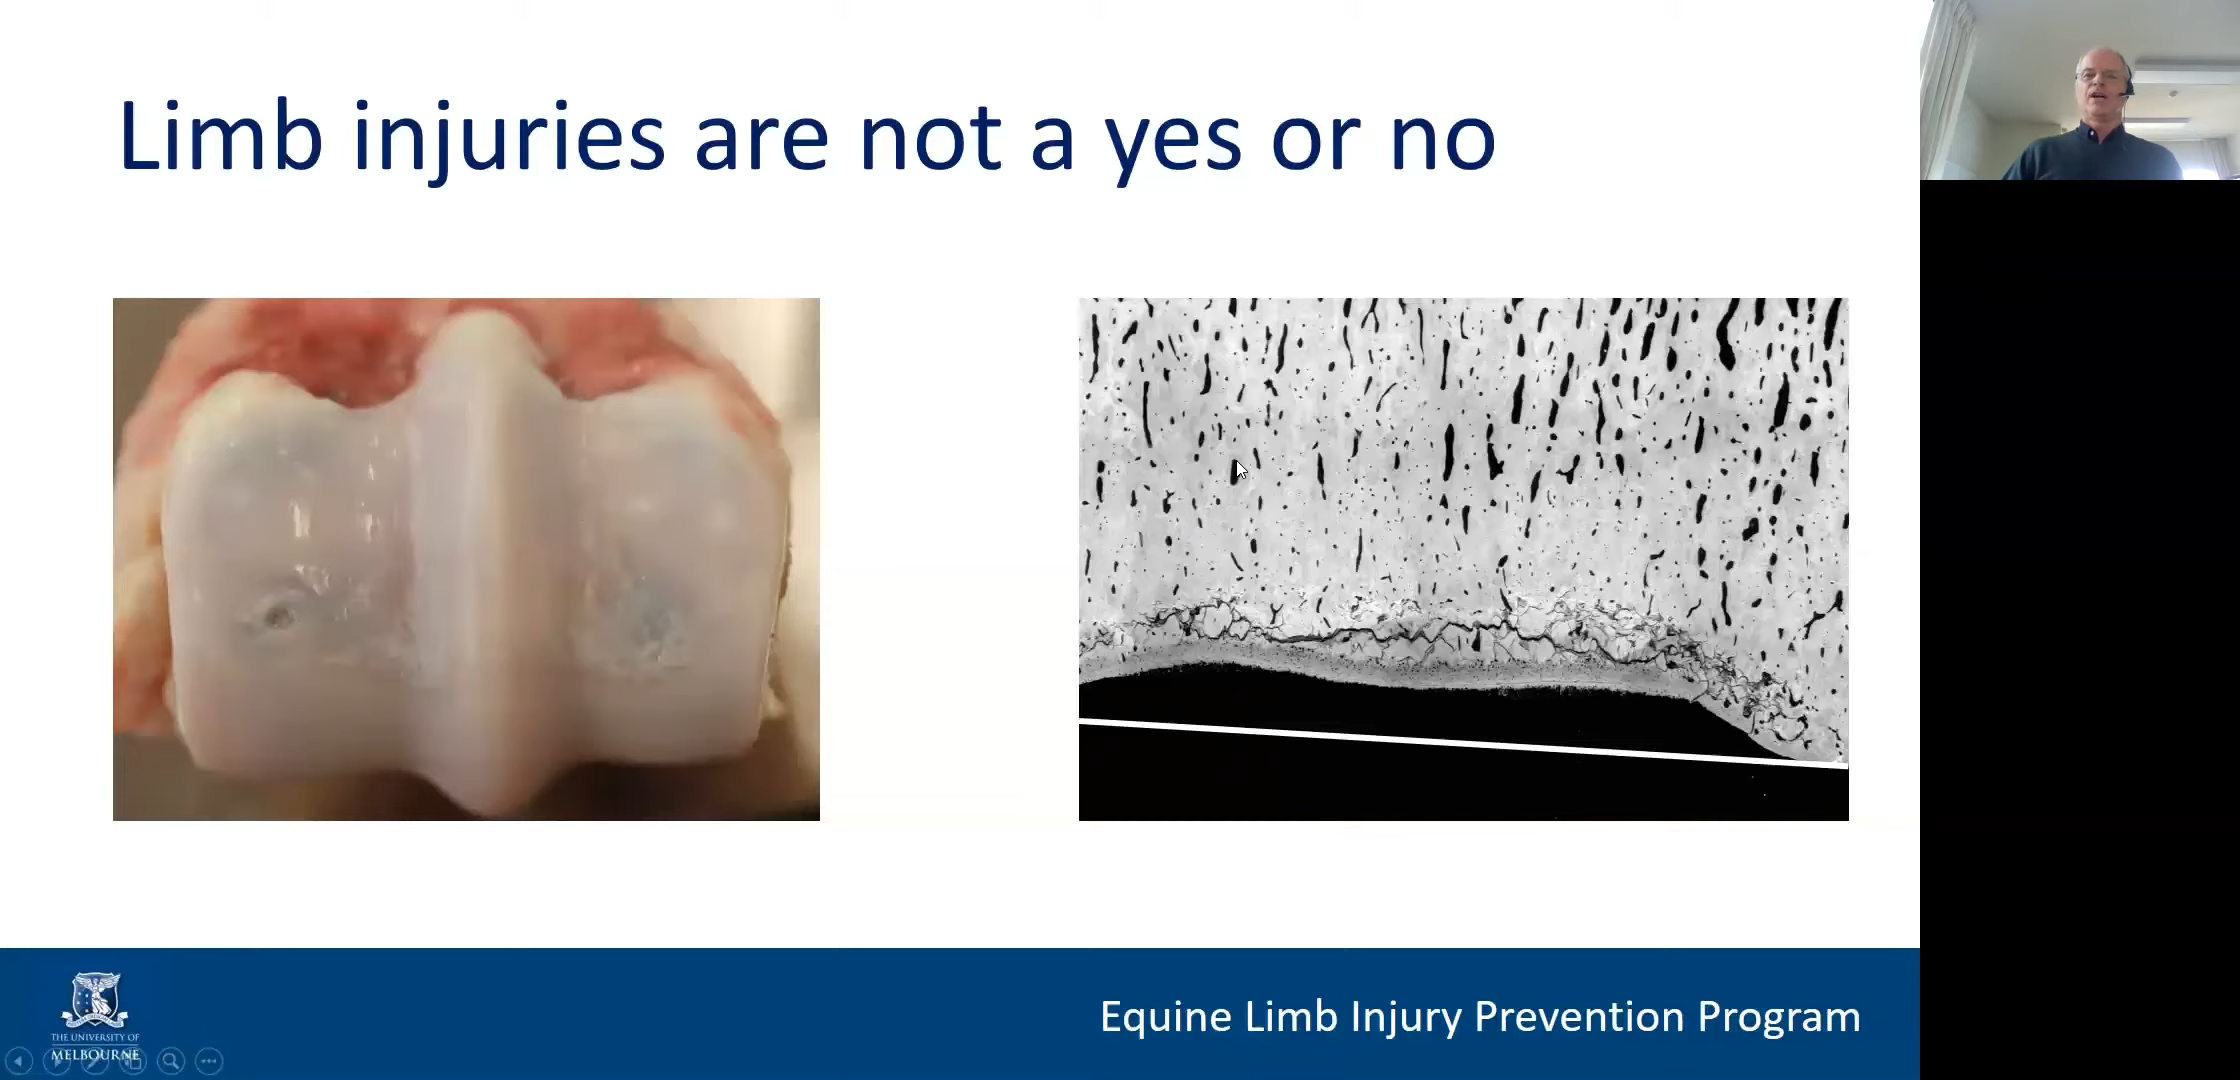 Limb injuries are not a yes or no
THE UNIVERSITY OF
MELBOURNE
Equine Limb Injury Prevention Program